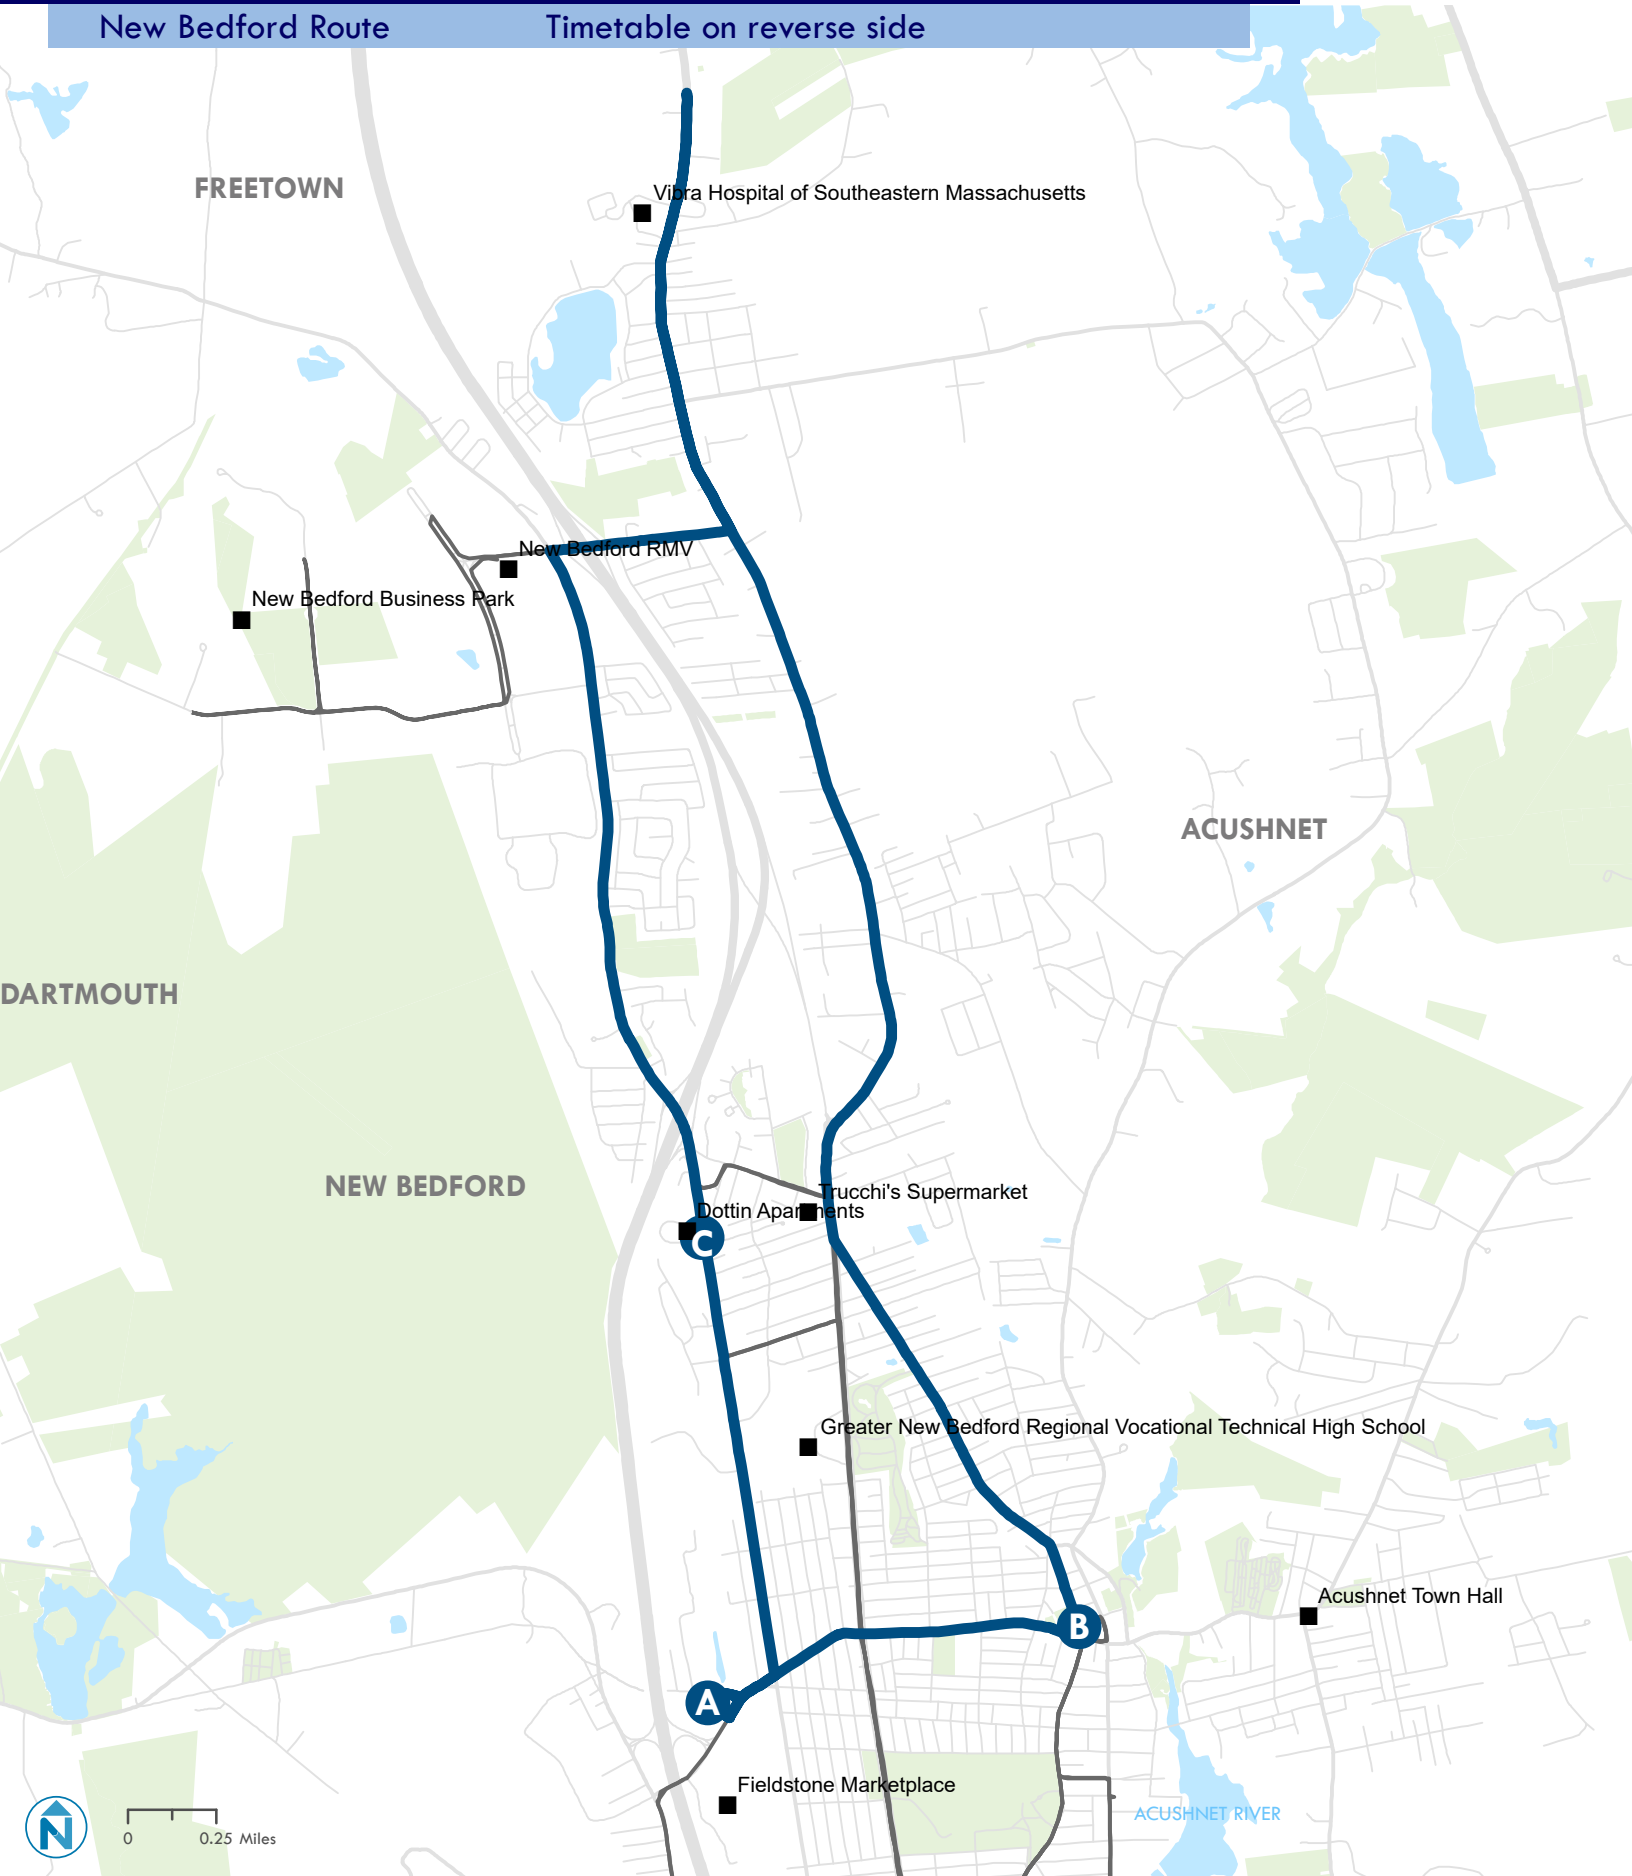 New Bedford Route Timetable on reverse side
FREETOWN
Vibra Hospital of Southeastern Massachusetts
New Bedford RMV
New Bedford Business Park
ACUSHNET
DARTMOUTH
NEW BEDFORD
Trucchi's Supermarket
Dottin Apartments
C
Greater New Bedford Regional Vocational Technical High School
Acushnet Town Hall
B
A
Fieldstone Marketplace
ACUSHNET RIVER
N
0 0.25 Miles